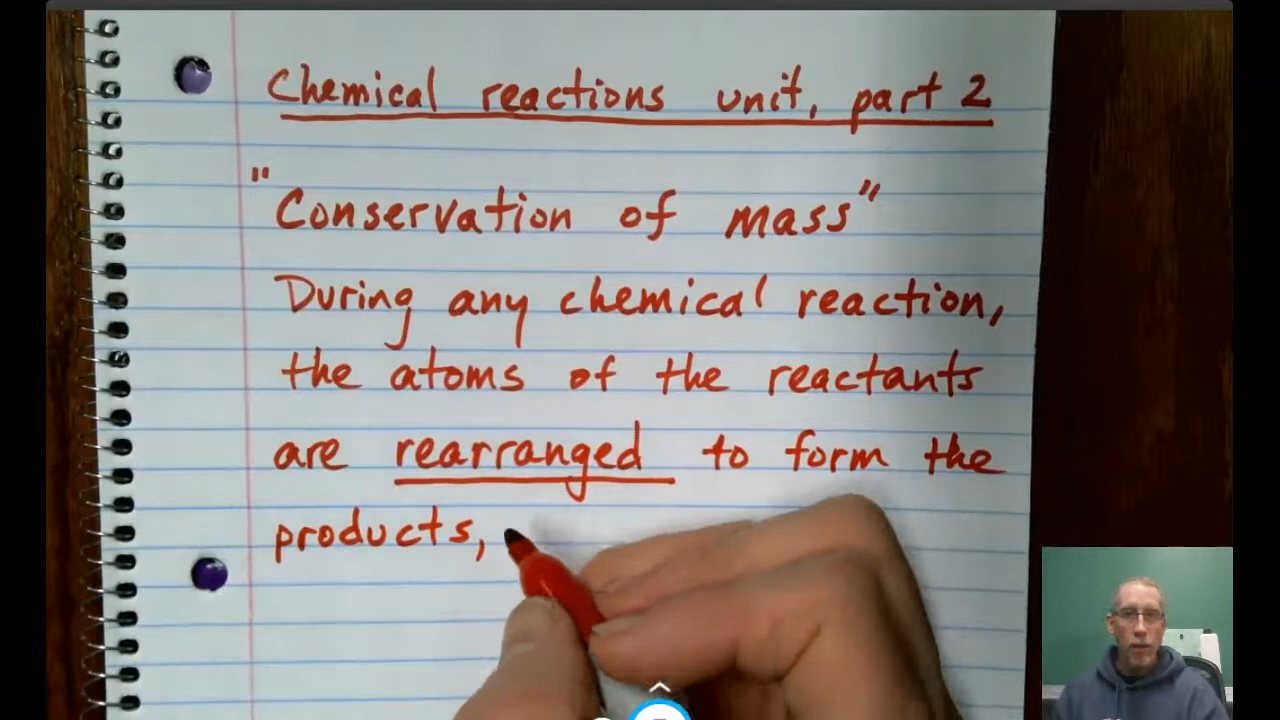 Chemical reactions unit, part 2
"Conservation of mass"
During any chemical reaction,
the atoms of the reactants
are rearranged to form the
products,